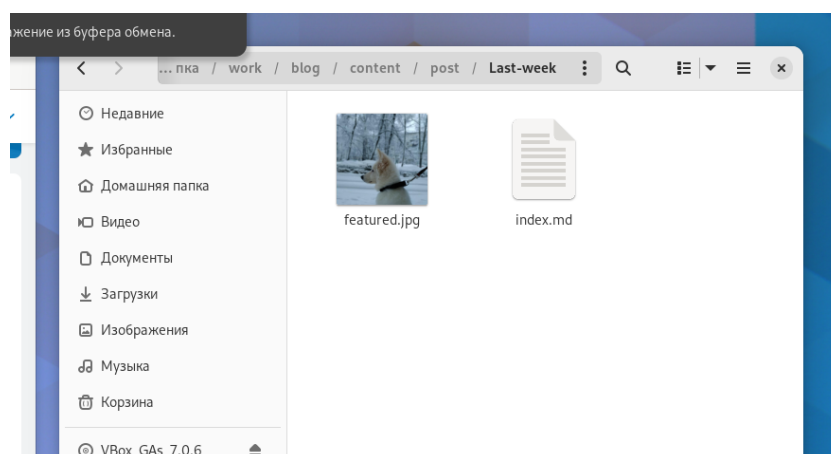 ажение из буфера обмена.
... пка / work / blog / content / post / Last-week
Недавние
Избранные
Домашняя папка
Видео
Документы
Загрузки
Изображения
Музыка
Корзина
VBox_GAs_7.0.6
featured.jpg
index.md